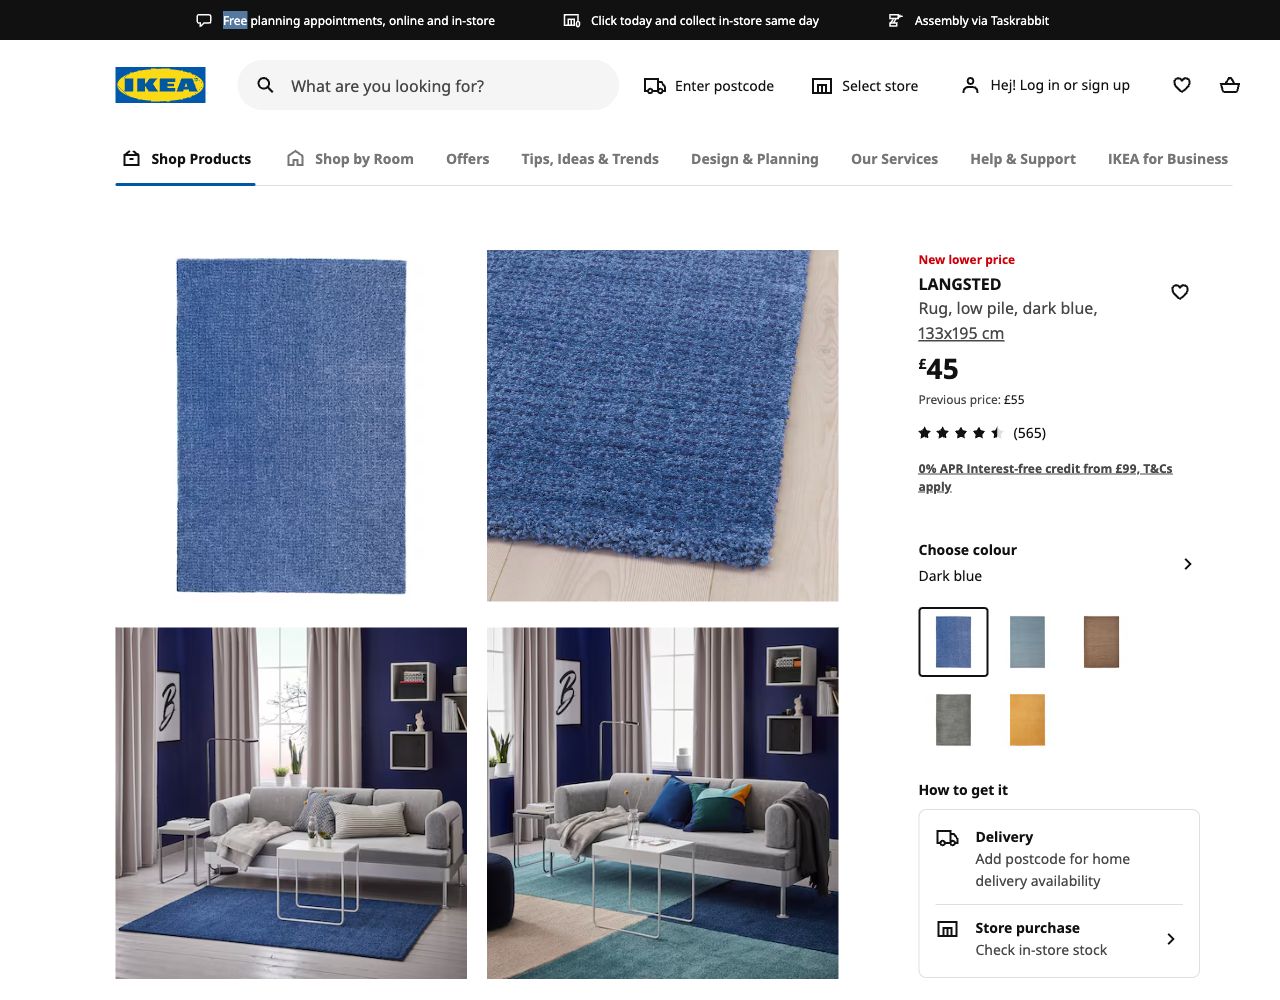 Free planning appointments, online and in-store
Click today and collect in-store same day
Assembly via Taskrabbit
IKEA
What are you looking for?
Enter postcode
Select store
Hej! Log in or sign up
Shop Products
Shop by Room
Offers
Tips, Ideas & Trends
Design & Planning
Our Services
Help & Support
IKEA for Business
New lower price
LANGSTED
Rug, low pile, dark blue,
133x195 cm
£45
Previous price: £55
(565)
0% APR Interest-free credit from £99, T&Cs
apply
Choose colour
Dark blue
B
B
How to get it
Delivery
Add postcode for home
delivery availability
Store purchase
Check in-store stock